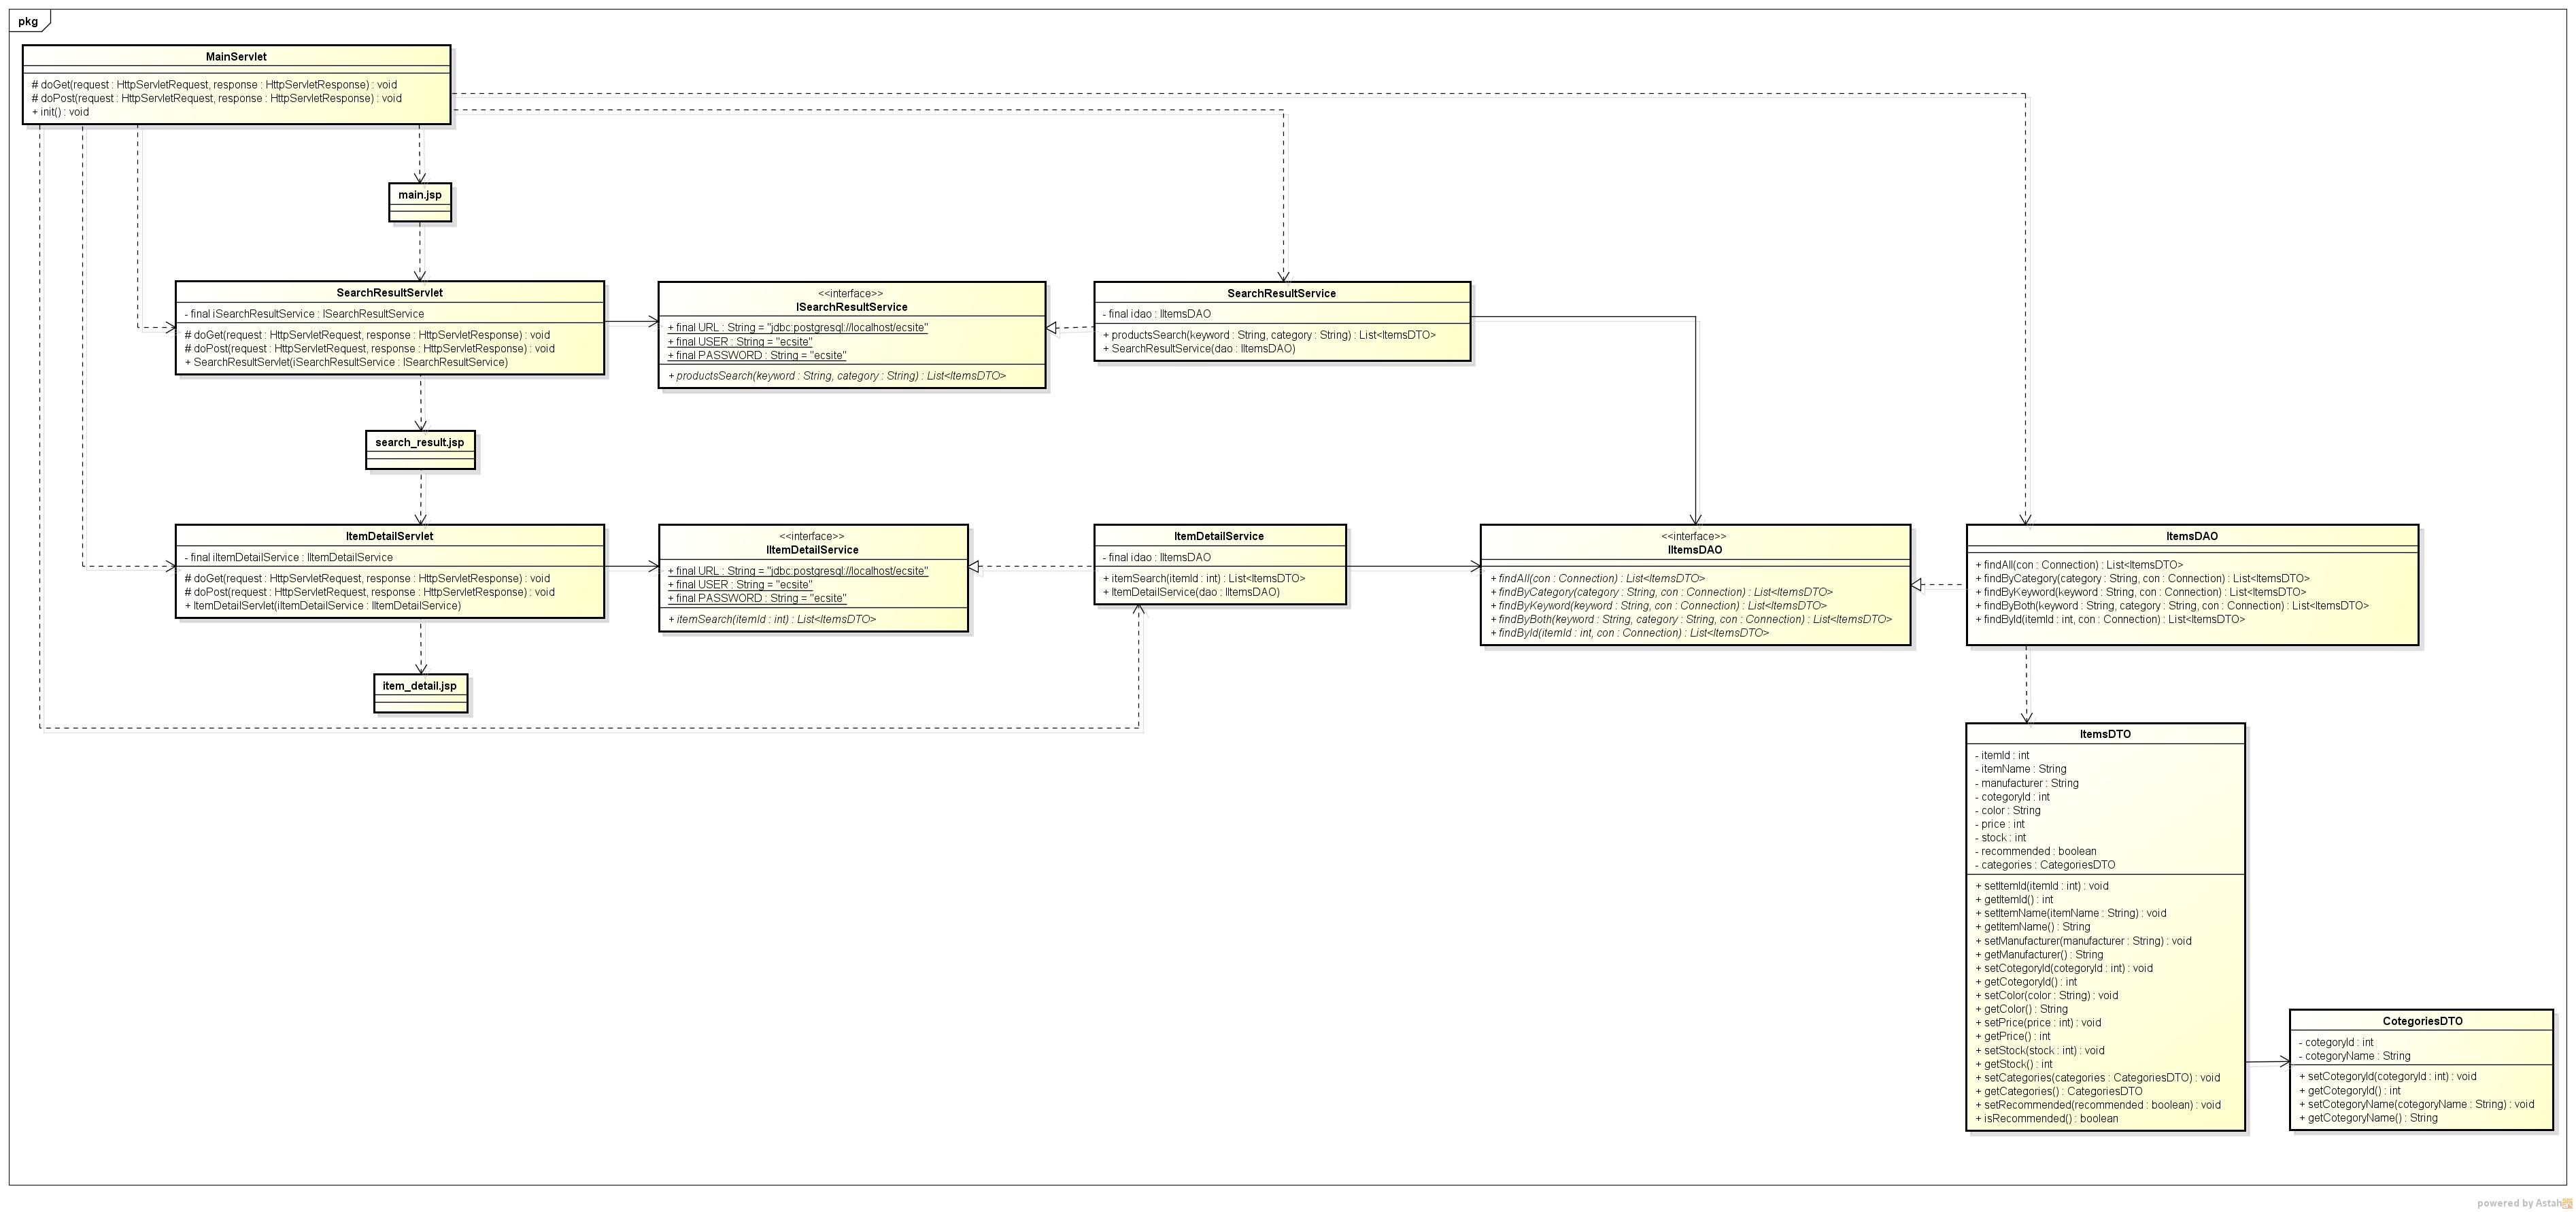 pkg
MainServlet
# doGet(request : HttpServletRequest, response : HttpServletResponse) : void
# doPost(request : HttpServletRequest, response : HttpServletResponse) : void
+ init() : void
main.jsp
SearchResultServlet
- final iSearchResultService : ISearchResultService
# doGet(request : HttpServletRequest, response : HttpServletResponse) : void
# doPost(request : HttpServletRequest, response : HttpServletResponse) : void
+ SearchResultServlet(iSearchResultService : ISearchResultService)
<<interface>>
ISearchResultService
+ final URL : String = "jdbc:postgresql://localhost/ecsite"
+ final USER : String = "ecsite"
+ final PASSWORD : String = "ecsite"
+ productsSearch(keyword : String, category : String) : List<ItemsDTO>
SearchResultService
- final idao : IItemsDAO
+ productsSearch(keyword : String, category : String) : List<ItemsDTO>
+ SearchResultService(dao : IItemsDAO)
search_result.jsp
ItemDetailServlet
- final iItemDetailService : IItemDetailService
# doGet(request : HttpServletRequest, response : HttpServletResponse) : void
# doPost(request : HttpServletRequest, response : HttpServletResponse) : void
+ ItemDetailServlet(iItemDetailService : IItemDetailService)
<<interface>>
IItemDetailService
+ final URL : String = "jdbc:postgresql://localhost/ecsite"
+ final USER : String = "ecsite"
+ final PASSWORD : String = "ecsite"
+ itemSearch(itemId : int) : List<ItemsDTO>
ItemDetailService
- final idao : IItemsDAO
+ itemSearch(itemId : int) : List<ItemsDTO>
+ ItemDetailService(dao : IItemsDAO)
<<interface>>
IItemsDAO
+ findAll(con : Connection) : List<ItemsDTO>
+ findByCategory(category : String, con : Connection) : List<ItemsDTO>
+ findByKeyword(keyword : String, con : Connection) : List<ItemsDTO>
+ findByBoth(keyword : String, category : String, con : Connection) : List<ItemsDTO>
+ findById(itemId : int, con : Connection) : List<ItemsDTO>
ItemsDAO
+ findAll(con : Connection) : List<ItemsDTO>
+ findByCategory(category : String, con : Connection) : List<ItemsDTO>
+ findByKeyword(keyword : String, con : Connection) : List<ItemsDTO>
+ findByBoth(keyword : String, category : String, con : Connection) : List<ItemsDTO>
+ findById(itemId : int, con : Connection) : List<ItemsDTO>
item_detail.jsp
ItemsDTO
- itemId : int
- itemName : String
- manufacturer : String
- cotegoryId : int
- color : String
- price : int
- stock : int
- recommended : boolean
- categories : CategoriesDTO
+ setItemId(itemId : int) : void
+ getItemId() : int
+ setItemName(itemName : String) : void
+ getItemName() : String
+ setManufacturer(manufacturer : String) : void
+ getManufacturer() : String
+ setCotegoryId(cotegoryId : int) : void
+ getCotegoryId() : int
+ setColor(color : String) : void
+ getColor() : String
+ setPrice(price : int) : void
+ getPrice() : int
+ setStock(stock : int) : void
+ getStock() : int
+ setCategories(categories : CategoriesDTO) : void
+ getCategories() : CategoriesDTO
+ setRecommended(recommended : boolean) : void
+ isRecommended() : boolean
CotegoriesDTO
- cotegoryId : int
- cotegoryName : String
+ setCotegoryId(cotegoryId : int) : void
+ getCotegoryId() : int
+ setCotegoryName(cotegoryName : String) : void
+ getCotegoryName() : String
powered by Astah